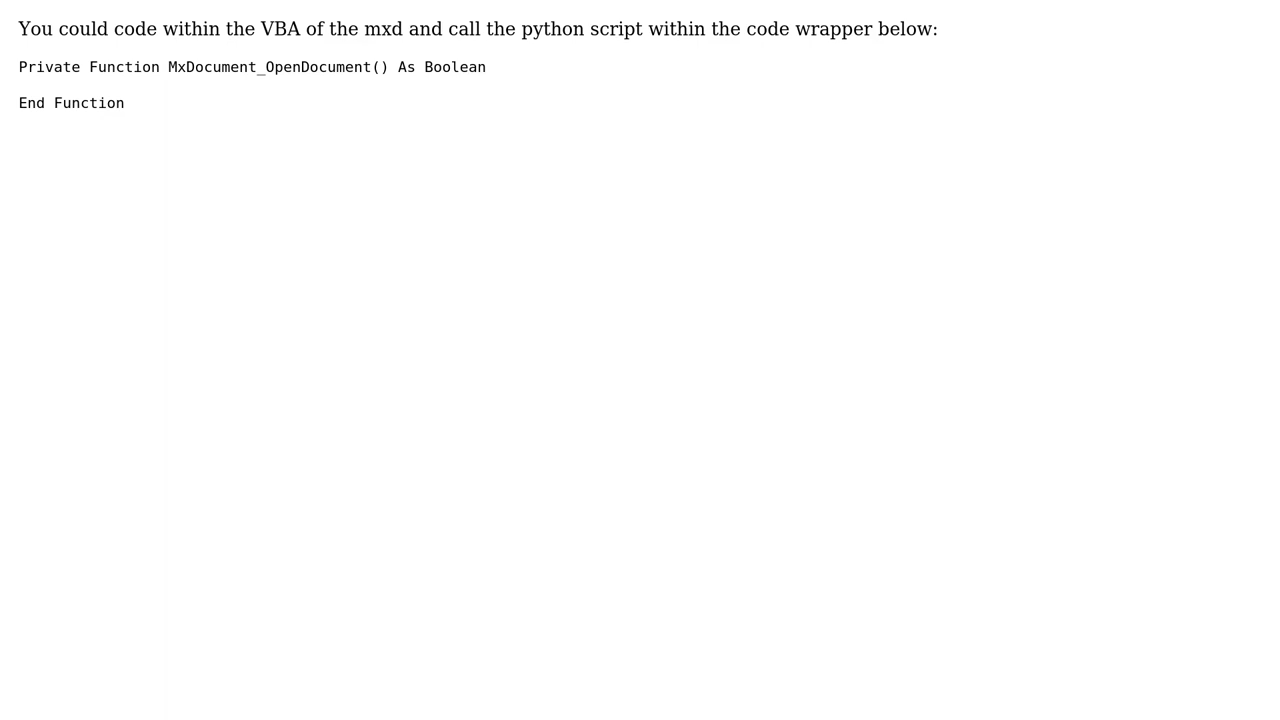 You could code within the VBA of the mxd and call the python script within the code wrapper below:
Private Function MxDocument_OpenDocument() As Boolean
End Function